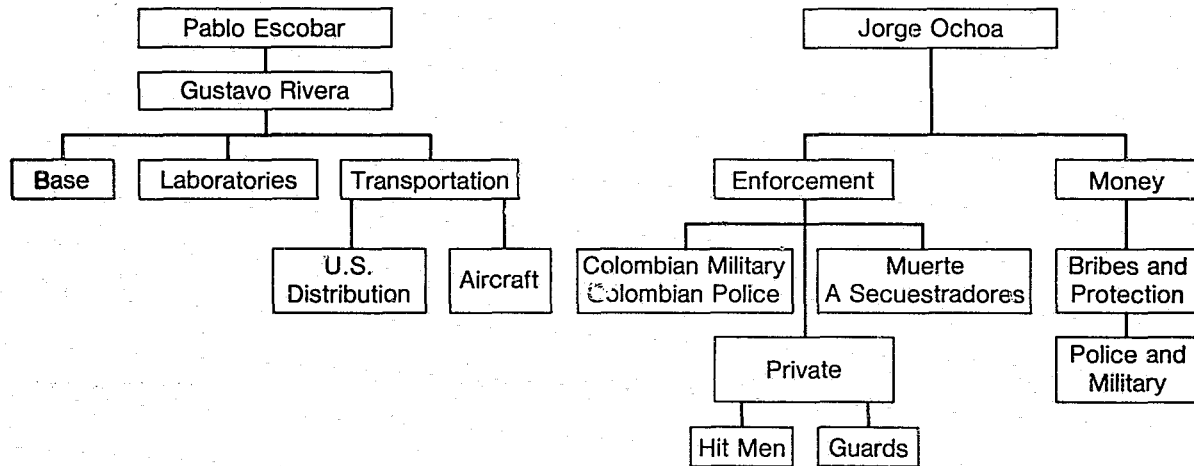 Pablo Escobar
Gustavo Rivera
Base
Laboratories
Transportation
U.S.
Distribution
Aircraft
Jorge Ochoa
Enforcement
Money
Colombian Military
Colombian Police
Muerte
A Secuestradores
Bribes and
Protection
Private
Police and
Military
Hit Men
Guards